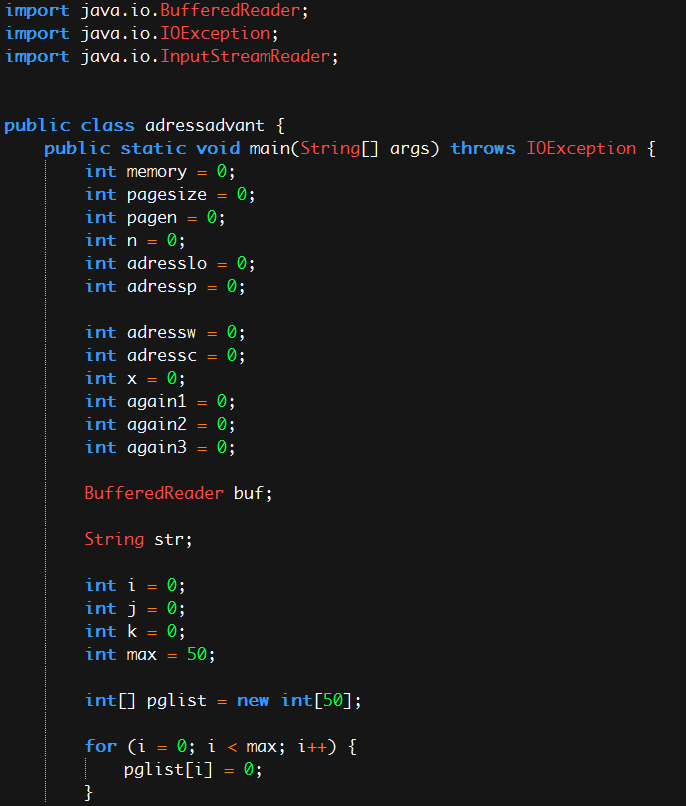 import java.io.BufferedReader;
import java.io.IOException;
import java.io.InputStreamReader;
public class adressadvant {
public static void main(String[] args) throws IOException {
int memory = 0;
int pagesize = 0;
int pagen = 0;
int n = 0;
int adresslo = 0;
int adressp = 0;
int adressw = 0;
int adressc = 0;
int x = 0;
int again1 = 0;
int again2 = 0;
int again3 = 0;
BufferedReader buf;
String str;
int i = 0;
int j = 0;
int k = 0;
int max = 50;
int[] pglist = new int[50];
for (i = 0; i < max; i++) {
pglist[i] = 0;
}